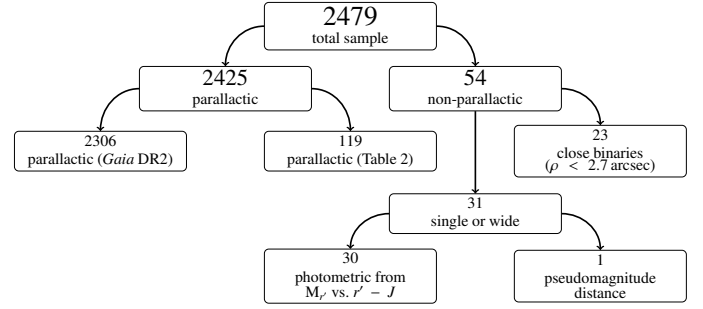 2479
total sample
2425
parallactic
54
non-parallactic
2306
parallactic (Gaia DR2)
119
parallactic (Table 2)
23
close binaries
(ρ < 2.7 arcsec)
31
single or wide
30
photometric from
M_{r′} vs. r′ − J
1
pseudomagnitude
distance